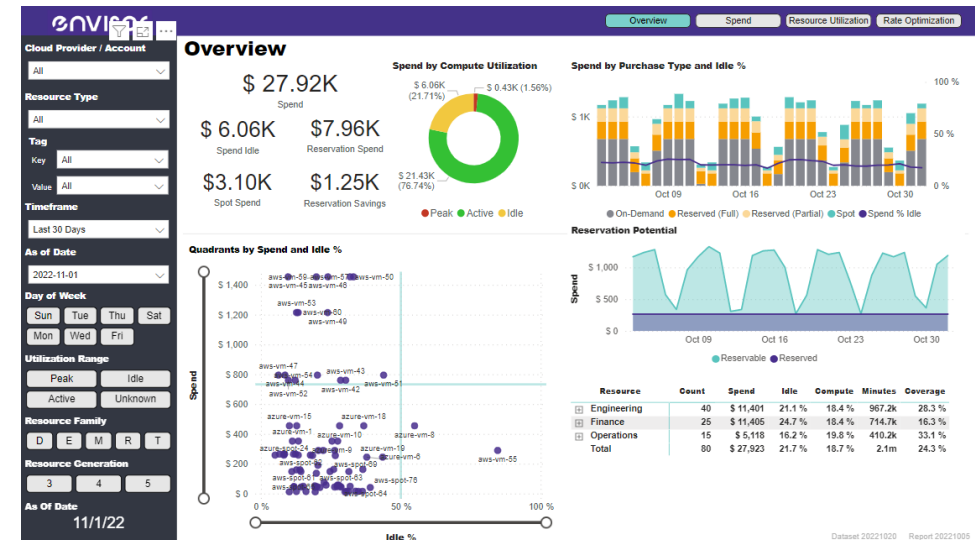 envisor
Overview
Spend
Resource Utilization
Rate Optimization
Cloud Provider / Account
All
Resource Type
All
Tag
Key
All
Value
All
Timeframe
Last 30 Days
As of Date
2022-11-01
Day of Week
Sun
Tue
Thu
Sat
Mon
Wed
Fri
Utilization Range
Peak
Idle
Active
Unknown
Resource Family
D
E
M
R
T
Resource Generation
3
4
5
As Of Date
11/1/22
Overview
$ 27.92K
Spend
$ 6.06K
Spend Idle
$7.96K
Reservation Spend
$3.10K
Spot Spend
$1.25K
Reservation Savings
Spend by Compute Utilization
$ 6.06K
(21.71%)
$ 0.43K (1.56%)
$ 21.43K
(76.74%)
Peak
Active
Idle
Spend by Purchase Type and Idle %
$ 1K
$ 0K
100 %
50 %
0 %
Oct 09
Oct 16
Oct 23
Oct 30
On-Demand
Reserved (Full)
Reserved (Partial)
Spot
Spend % Idle
Quadrants by Spend and Idle %
Spend
$ 1,400
$ 1,200
$ 1,000
$ 800
$ 600
$ 400
$ 200
$ 0
aws-vm-50
aws-vm-45
aws-vm-53
aws-vm-49
aws-vm-47
aws-vm-54
aws-vm-43
aws-vm-52
aws-vm-42
aws-vm-51
azure-vm-15
azure-vm-18
azure-vm-1
azure-vm-10
azure-vm-8
azure-spot-24
azure-vm-19
azure-vm-6
aws-vm-55
aws-spot-69
aws-spot-63
aws-spot-76
aws-spot-64
0 %
50 %
100 %
Idle %
Reservation Potential
Spend
$ 1,000
$ 500
$ 0
Oct 09
Oct 16
Oct 23
Oct 30
Reservable
Reserved
Resource Count Spend Idle Compute Minutes Coverage
Engineering 40 $ 11,401 21.1 % 18.4 % 967.2k 28.3 %
Finance 25 $ 11,405 24.7 % 18.4 % 714.7k 16.3 %
Operations 15 $ 5,118 16.2 % 19.8 % 410.2k 33.1 %
Total 80 $ 27,923 21.7 % 18.7 % 2.1m 24.3 %
Dataset 20221020
Report 20221005